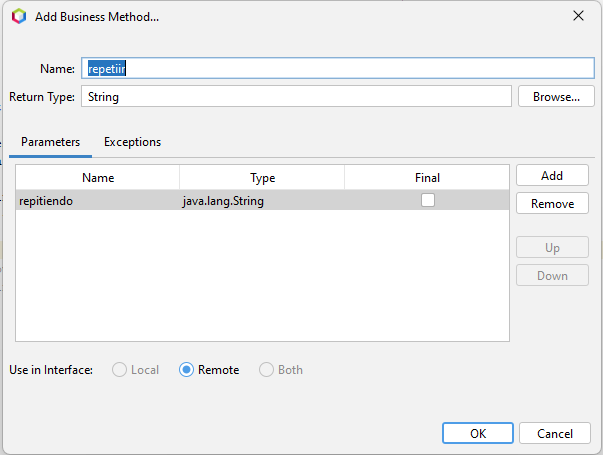 Add Business Method...
Name: repetiir
Return Type: String Browse...
Parameters Exceptions
Name Type Final Add
repitiendo java.lang.String Remove
Up
Down
Use in Interface: Local Remote Both
OK Cancel